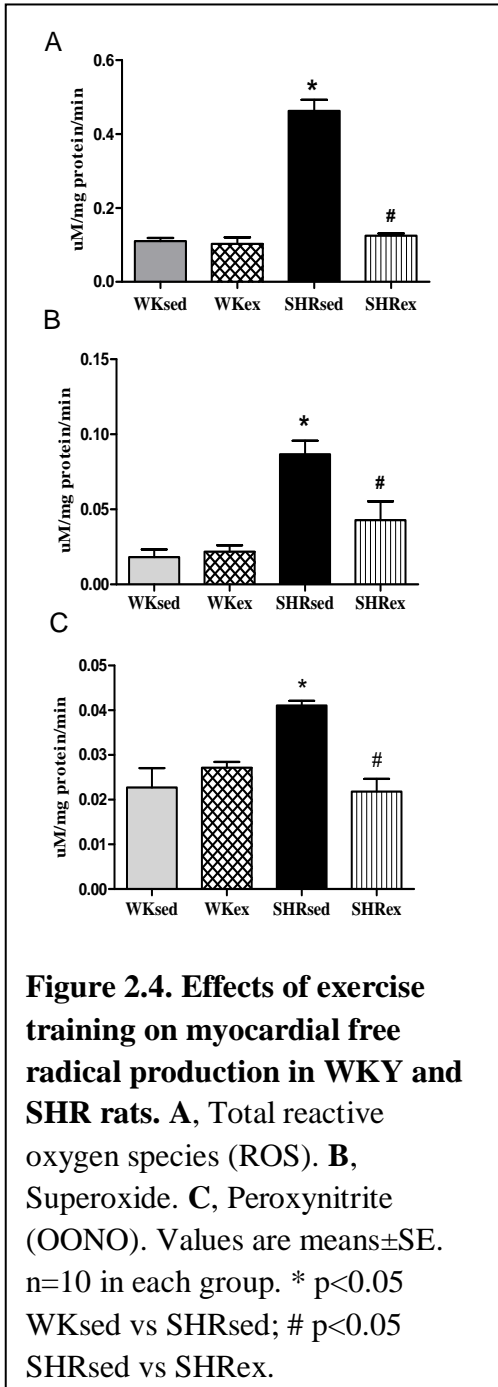 A
uM/mg protein/min
0.6
0.4
0.2
0.0
*
#
WKsed WKex SHRsed SHRex
B
uM/mg protein/min
0.15
0.10
0.05
0.00
*
#
WKsed WKex SHRsed SHRex
C
uM/mg protein/min
0.05
0.04
0.03
0.02
0.01
0.00
*
#
WKsed WKex SHRsed SHRex
Figure 2.4. Effects of exercise
training on myocardial free
radical production in WKY and
SHR rats. A, Total reactive
oxygen species (ROS). B,
Superoxide. C, Peroxynitrite
(OONO). Values are means±SE.
n=10 in each group. * p<0.05
WKsed vs SHRsed; # p<0.05
SHRsed vs SHRex.